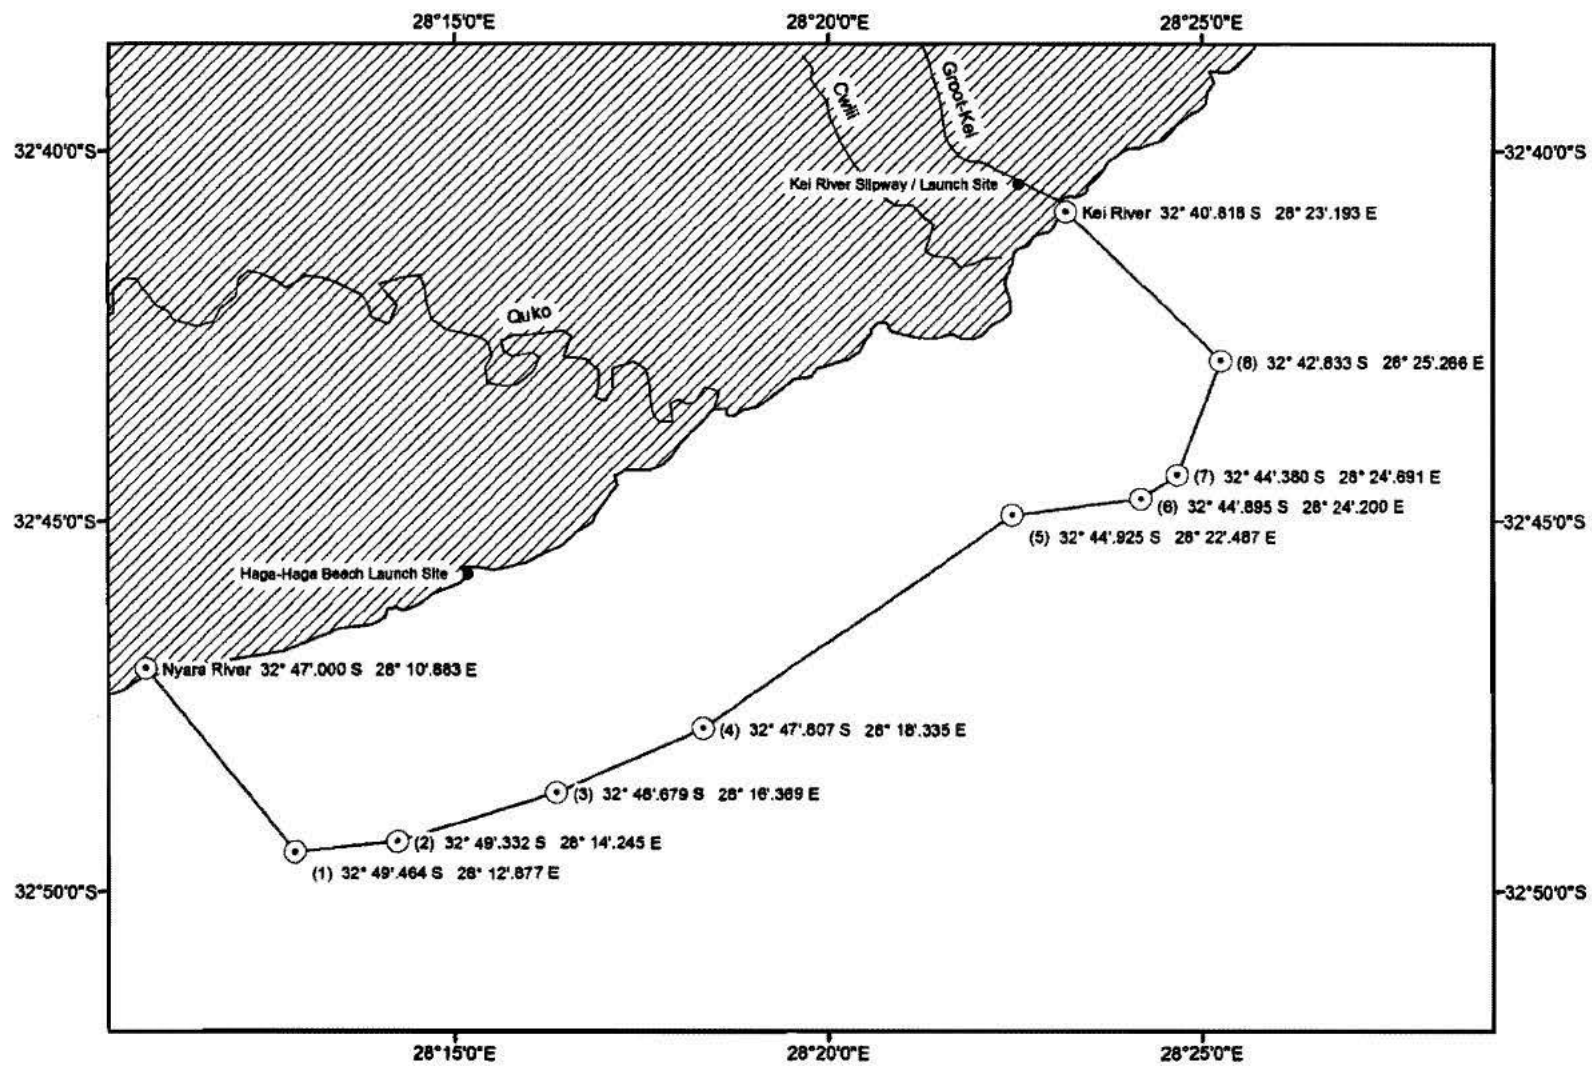 28°15'0"E 28°20'0"E 28°25'0"E
Cwili
Groot-Kei
32°40'0"S 32°40'0"S
Kei River Slipway / Launch Site
Kei River 32° 40'.818 S 28° 23'.193 E
Quko
(8) 32° 42'.833 S 28° 25'.266 E
(7) 32° 44'.380 S 28° 24'.691 E
(6) 32° 44'.695 S 28° 24'.200 E
32°45'0"S 32°45'0"S
(5) 32° 44'.925 S 28° 22'.487 E
Haga-Haga Beach Launch Site
Nyara River 32° 47'.000 S 28° 10'.883 E
(4) 32° 47'.807 S 28° 18'.335 E
(3) 32° 48'.679 S 28° 16'.369 E
(2) 32° 49'.332 S 28° 14'.245 E
(1) 32° 49'.464 S 28° 12'.877 E
32°50'0"S 32°50'0"S
28°15'0"E 28°20'0"E 28°25'0"E